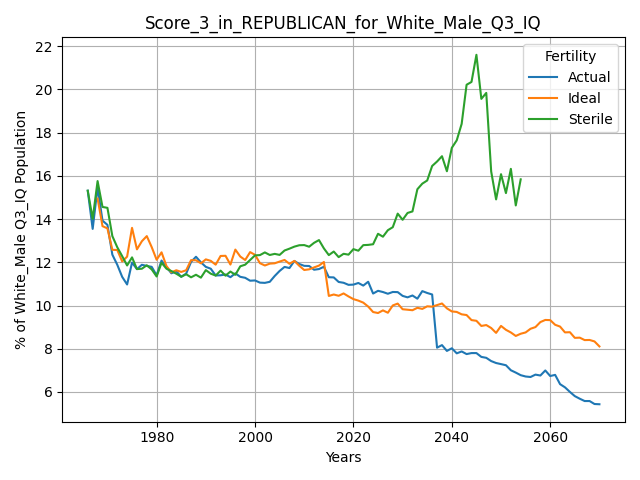 Score_3_in_REPUBLICAN_for_White_Male_Q3_IQ
% of White_Male Q3_IQ Population
22
20
18
16
14
12
10
8
6
Fertility
Actual
Ideal
Sterile
1980
2000
2020
2040
2060
Years